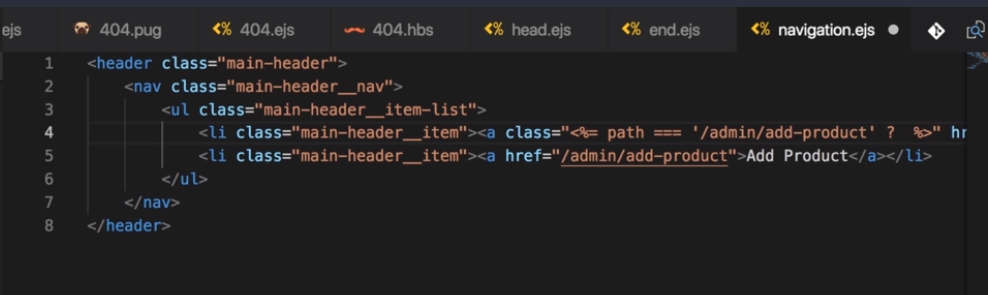 ejs 404.pug 404.ejs 404.hbs head.ejs end.ejs navigation.ejs
1 <header class="main-header">
2 <nav class="main-header__nav">
3 <ul class="main-header__item-list">
4 <li class="main-header__item"><a class="<%= path === '/admin/add-product' ?  %>" hr
5 <li class="main-header__item"><a href="/admin/add-product">Add Product</a></li>
6 </ul>
7 </nav>
8 </header>